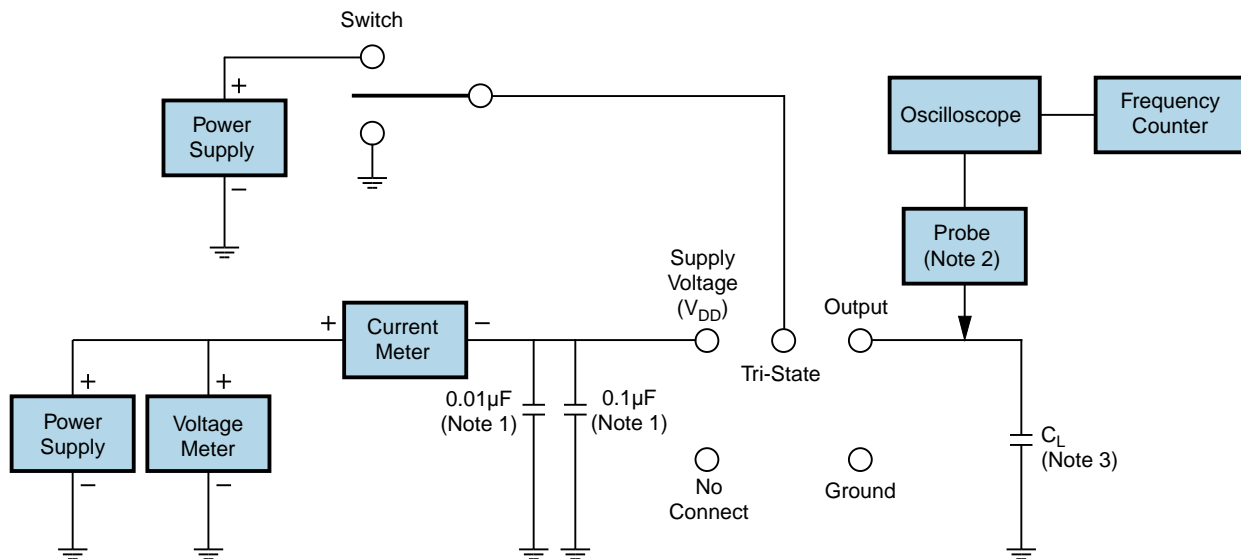 Switch
+
Power
Supply
−
Oscilloscope
Frequency
Counter
Probe
(Note 2)
Supply
Voltage
(VDD)
Output
Tri-State
+
Current
Meter
−
+
Power
Supply
−
+
Voltage
Meter
−
0.01µF
(Note 1)
0.1µF
(Note 1)
No
Connect
Ground
CL
(Note 3)